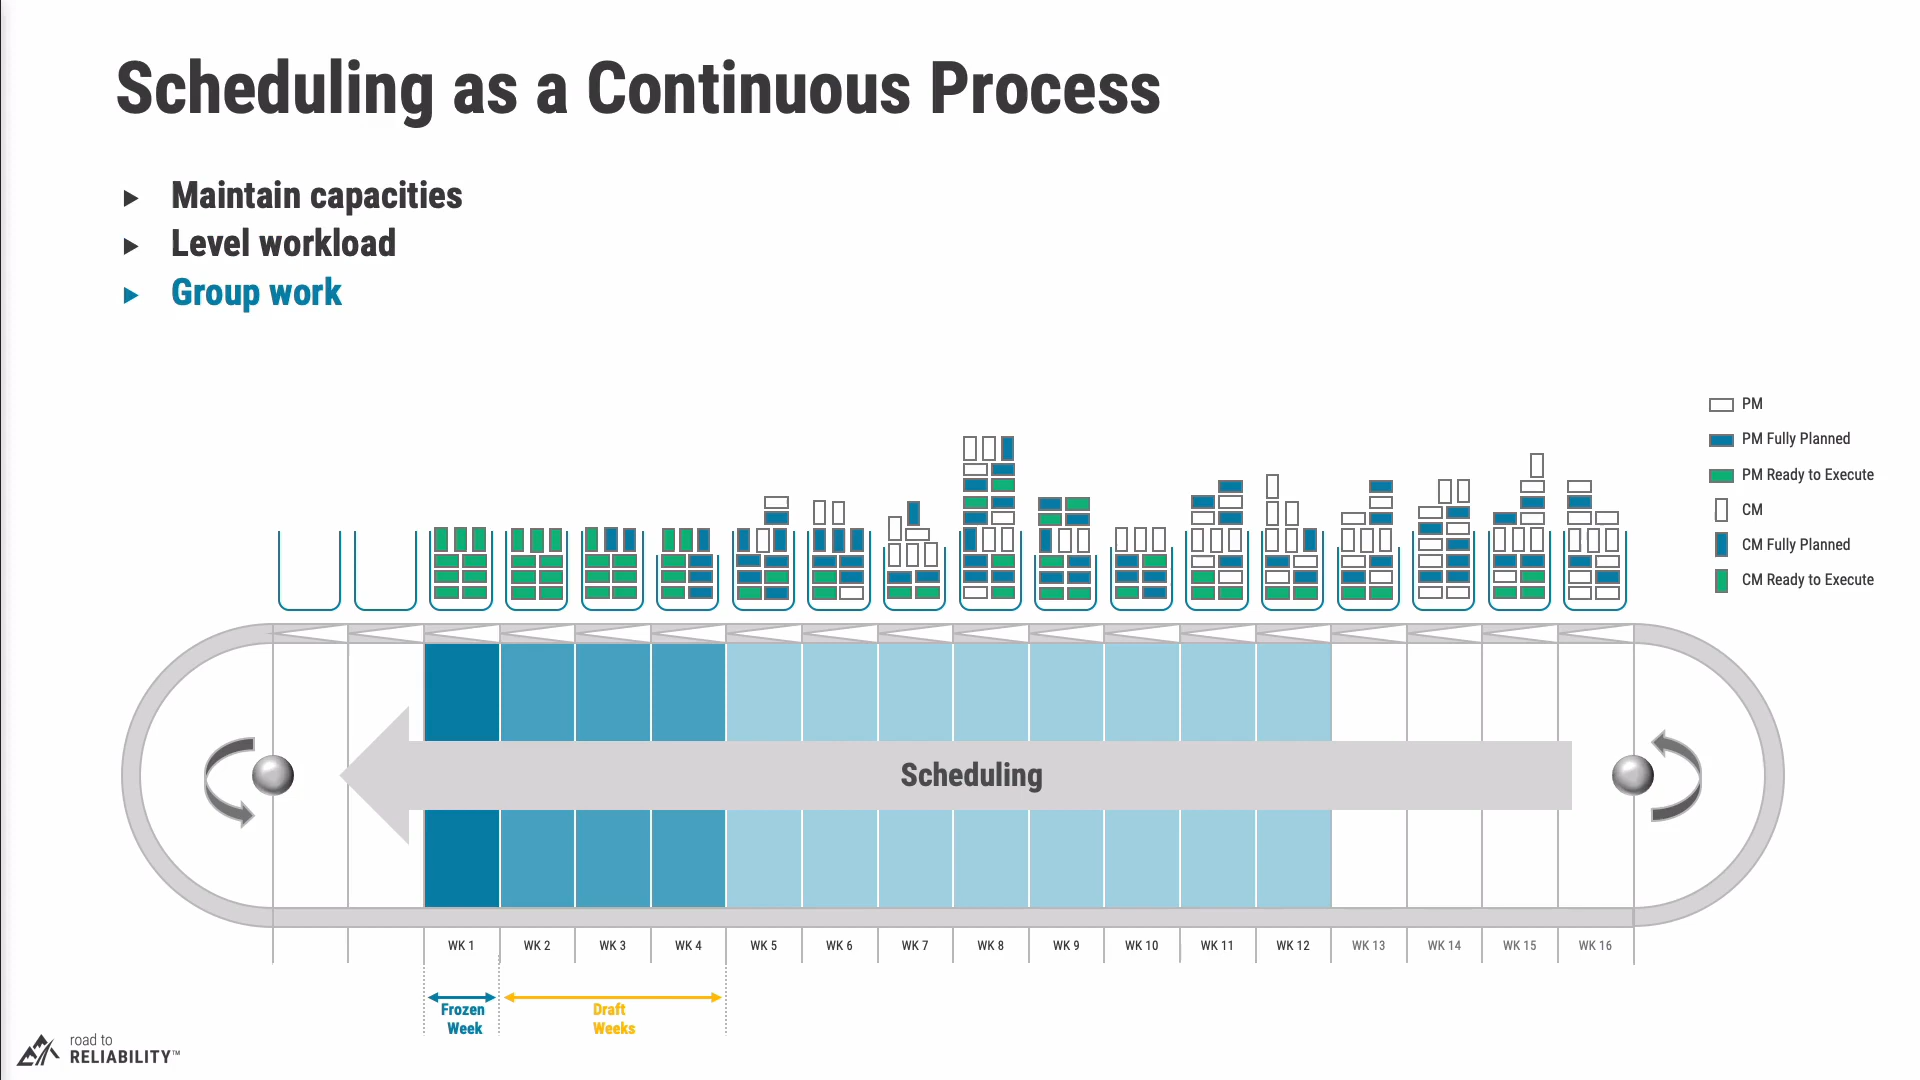 Scheduling as a Continuous Process
Maintain capacities
Level workload
Group work
PM
PM Fully Planned
PM Ready to Execute
CM
CM Fully Planned
CM Ready to Execute
Scheduling
WK 1 WK 2 WK 3 WK 4 WK 5 WK 6 WK 7 WK 8 WK 9 WK 10 WK 11 WK 12 WK 13 WK 14 WK 15 WK 16
Frozen
Week
Draft
Weeks
road to
RELIABILITY™